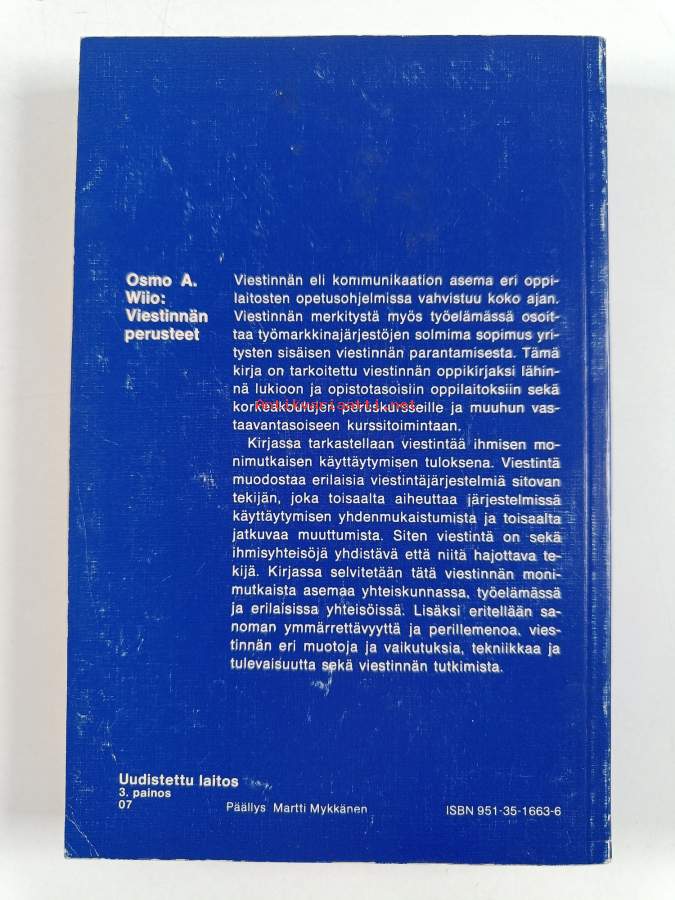 Osmo A.
Wiio:
Viestinnän
perusteet
Viestinnän eli kommunikaation asema eri oppi-
laitosten opetusohjelmissa vahvistuu koko ajan.
Viestinnän merkitystä myös työelämässä osoit-
taa työmarkkinajärjestöjen solmima sopimus yri-
tysten sisäisen viestinnän parantamisesta. Tämä
kirja on tarkoitettu viestinnän oppikirjaksi lähin-
nä lukioon ja opistotasoisiin oppilaitoksiin sekä
korkeakoulujen peruskursseille ja muuhun vas-
taavantasoiseen kurssitoimintaan.
Kirjassa tarkastellaan viestintää ihmisen mo-
nimutkaisen käyttäytymisen tuloksena. Viestintä
muodostaa erilaisia viestintäjärjestelmiä sitovan
tekijän, joka toisaalta aiheuttaa järjestelmissä
käyttäytymisen yhdenmukaistumista ja toisaalta
jatkuvaa muuttumista. Siten viestintä on sekä
ihmisyhteisöjä yhdistävä että niitä hajottava te-
kijä. Kirjassa selvitetään tätä viestinnän moni-
mutkaista asemaa yhteiskunnassa, työelämässä
ja erilaisissa yhteisöissä. Lisäksi eritellään sa-
noman ymmärrettävyyttä ja perillemenoa, vies-
tinnän eri muotoja ja vaikutuksia, tekniikkaa ja
tulevaisuutta sekä viestinnän tutkimista.
antikvariaatti.net
Uudistettu laitos
3. painos
07
Päällys Martti Mykkänen
ISBN 951-35-1663-6